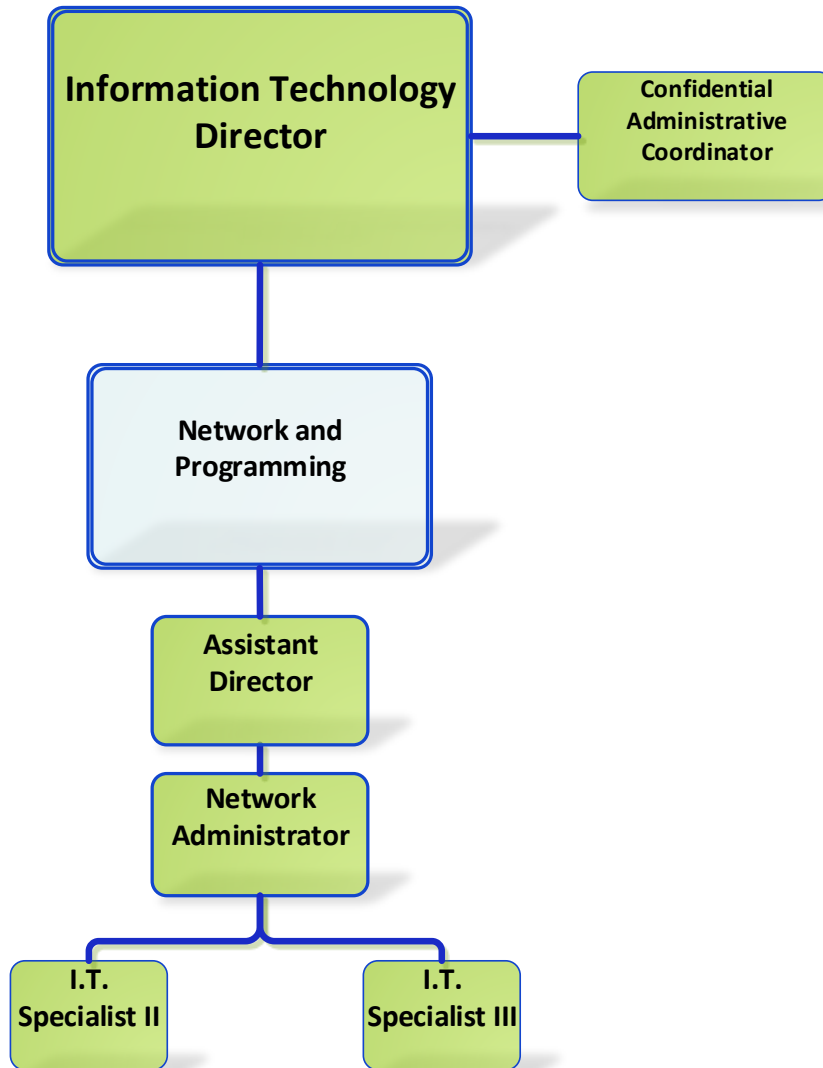 Information Technology
Director
Confidential
Administrative
Coordinator
Network and
Programming
Assistant
Director
Network
Administrator
I.T.
Specialist II
I.T.
Specialist III